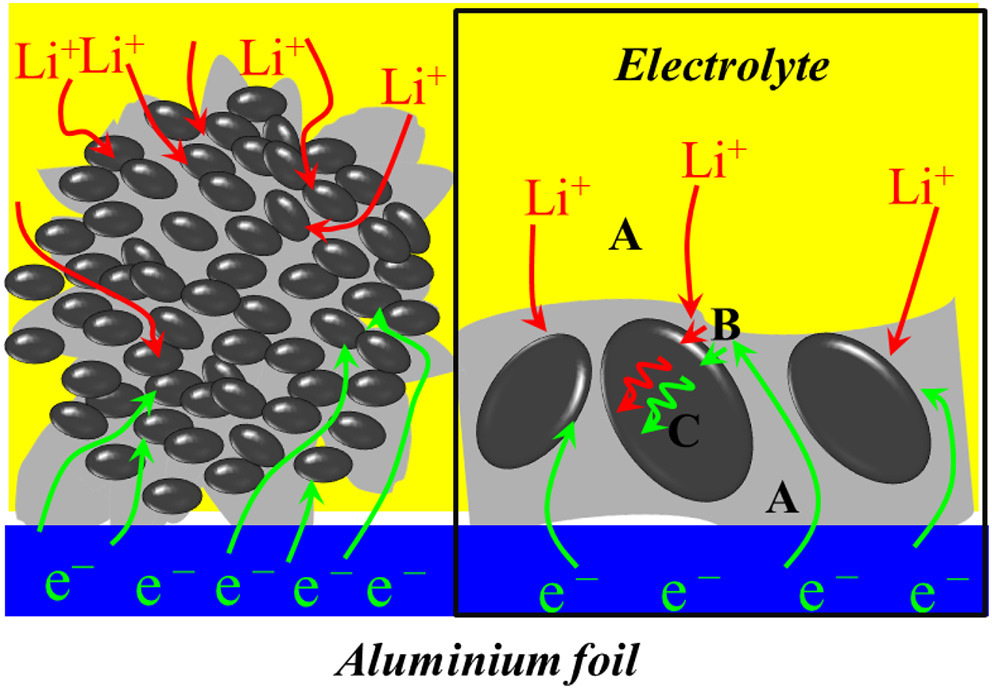 Li⁺ Li⁺ Li⁺
Li⁺
Electrolyte
Li⁺
Li⁺
Li⁺
A
B
C
A
e⁻ e⁻ e⁻ e⁻ e⁻
e⁻ e⁻ e⁻ e⁻
Aluminium foil